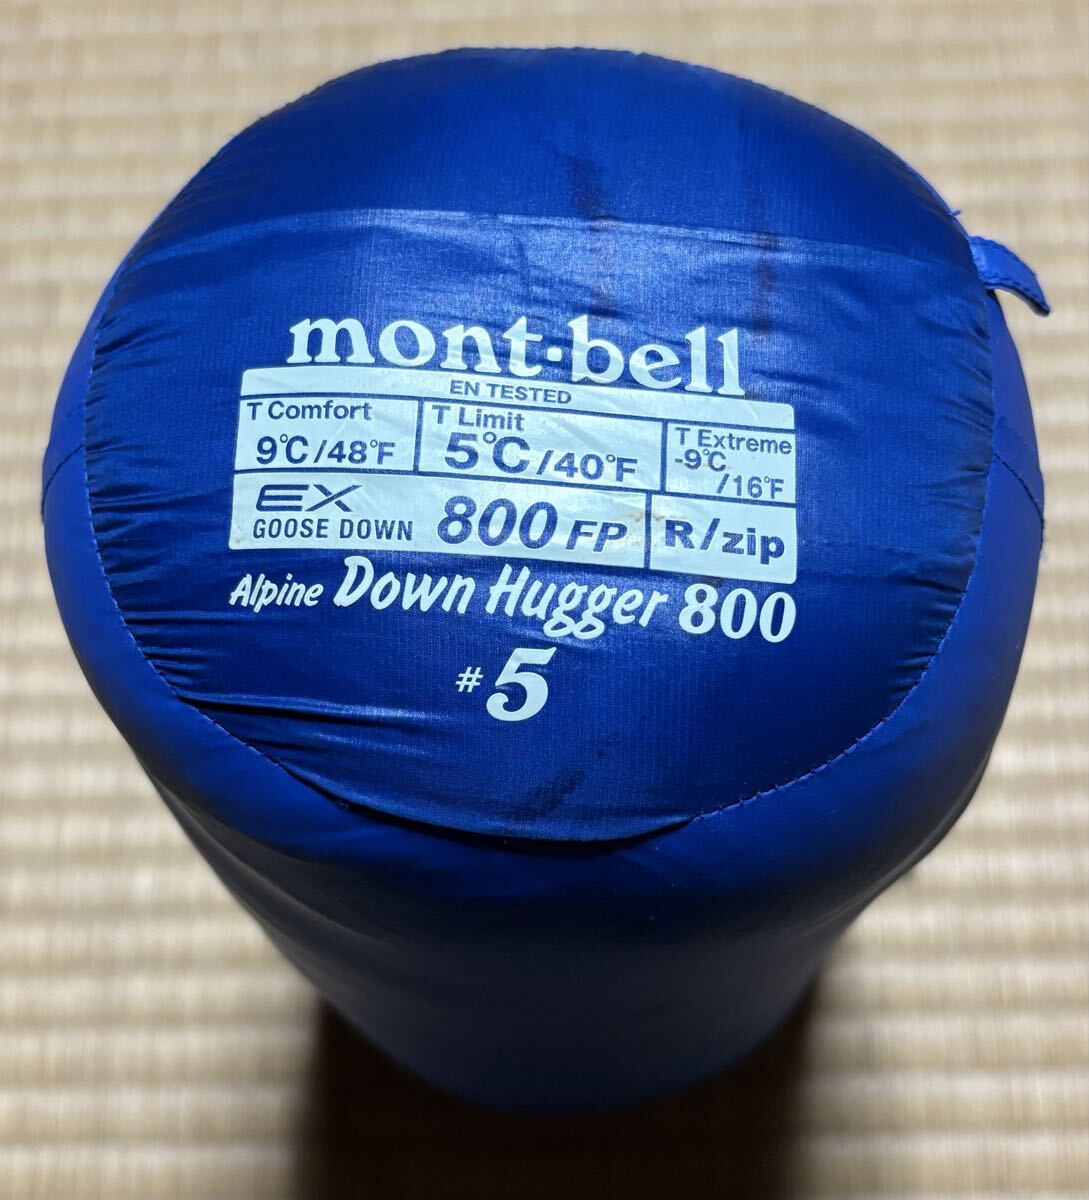 mont·bell
EN TESTED
T Comfort
9℃/48°F
T Limit
5℃/40°F
T Extreme
-9℃
/16°F
EX
GOOSE DOWN
800 FP
R/zip
Alpine Down Hugger 800
#5